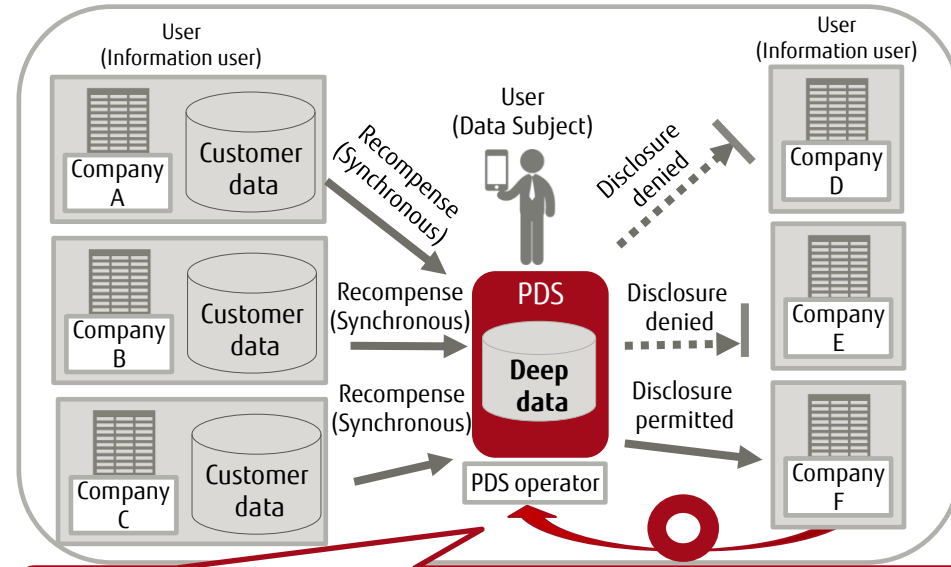 User
(Information user)
Company
A
Customer
data
Recompense
(Synchronous)
Company
B
Customer
data
Recompense
(Synchronous)
Company
C
Customer
data
Recompense
(Synchronous)
User
(Data Subject)
PDS
Deep
data
PDS operator
Disclosure
denied
Disclosure
denied
Disclosure
permitted
User
(Information user)
Company
D
Company
E
Company
F